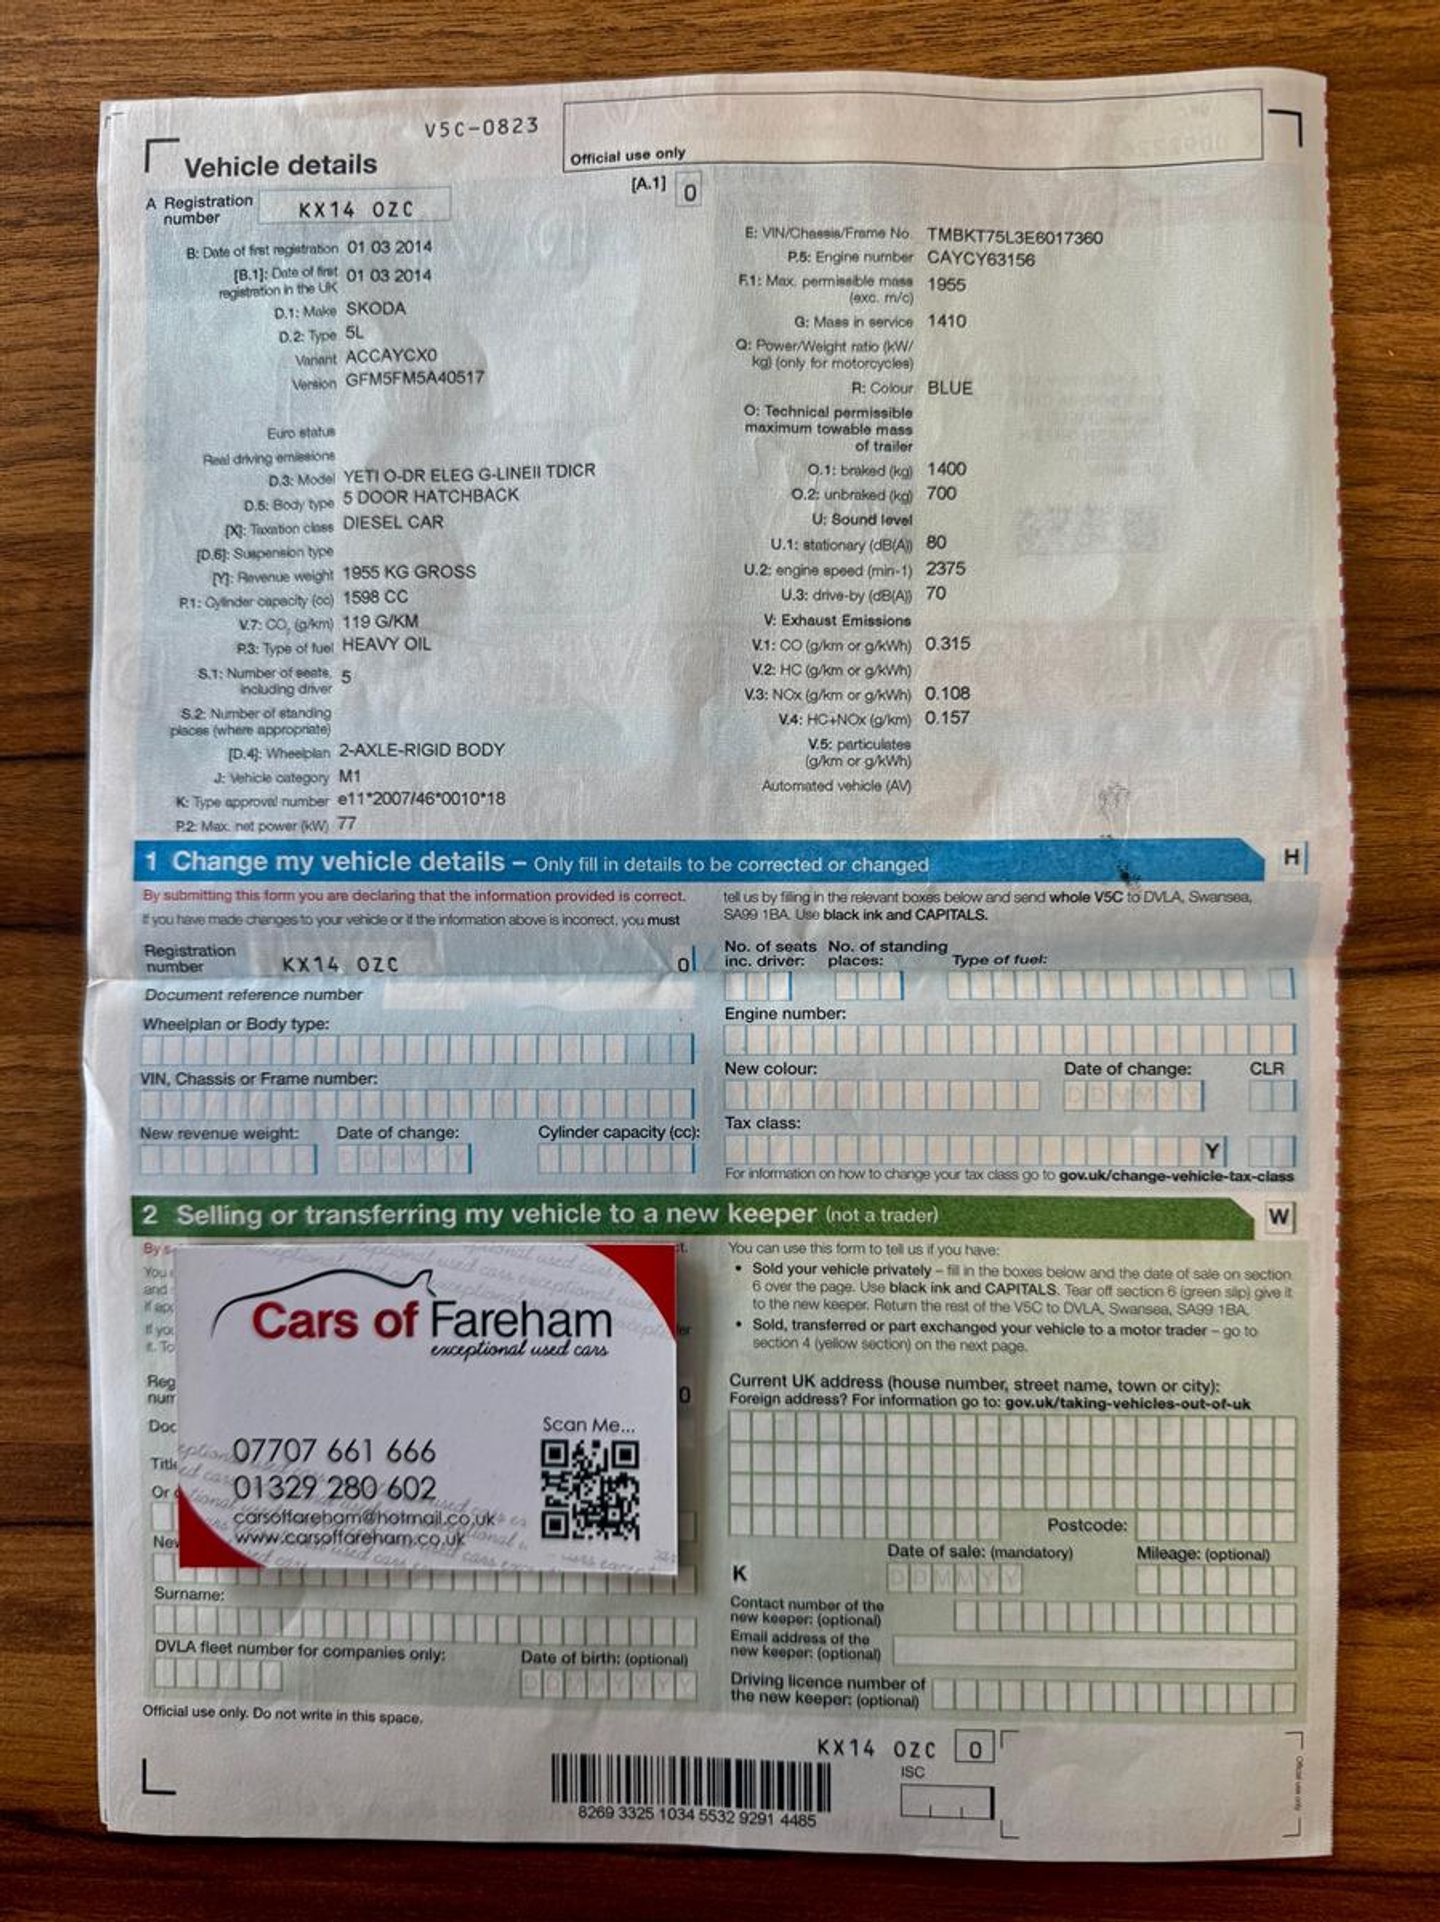 V5C-0823
Official use only
Vehicle details
[A.1] 0
A Registration number KX14 OZC
B: Date of first registration 01 03 2014
[B.1]: Date of first registration in the UK 01 03 2014
D.1: Make SKODA
D.2: Type 5L
Variant ACCAYCX0
Version GFM5FM5A40517
Euro status
Real driving emissions
D.3: Model YETI O-DR ELEG G-LINEII TDICR
D.5: Body type 5 DOOR HATCHBACK
[X]: Taxation class DIESEL CAR
[D.6]: Suspension type
[Y]: Revenue weight 1955 KG GROSS
P.1: Cylinder capacity (cc) 1598 CC
V.7: CO₂ (g/km) 119 G/KM
P.3: Type of fuel HEAVY OIL
S.1: Number of seats, including driver 5
S.2: Number of standing places (where appropriate)
[D.4]: Wheelplan 2-AXLE-RIGID BODY
J: Vehicle category M1
K: Type approval number e11*2007/46*0010*18
P.2: Max. net power (kW) 77
E: VIN/Chassis/Frame No. TMBKT75L3E6017360
P.5: Engine number CAYCY63156
F.1: Max. permissible mass (exc. m/c) 1955
G: Mass in service 1410
Q: Power/Weight ratio (kW/kg) (only for motorcycles)
R: Colour BLUE
O: Technical permissible maximum towable mass of trailer
O.1: braked (kg) 1400
O.2: unbraked (kg) 700
U: Sound level
U.1: stationary (dB(A)) 80
U.2: engine speed (min-1) 2375
U.3: drive-by (dB(A)) 70
V: Exhaust Emissions
V.1: CO (g/km or g/kWh) 0.315
V.2: HC (g/km or g/kWh)
V.3: NOx (g/km or g/kWh) 0.108
V.4: HC+NOx (g/km) 0.157
V.5: particulates (g/km or g/kWh)
Automated vehicle (AV)
1 Change my vehicle details – Only fill in details to be corrected or changed H
By submitting this form you are declaring that the information provided is correct.
If you have made changes to your vehicle or if the information above is incorrect, you must
tell us by filling in the relevant boxes below and send whole V5C to DVLA, Swansea,
SA99 1BA. Use black ink and CAPITALS.
Registration number KX14 OZC 0
Document reference number
Wheelplan or Body type:
VIN, Chassis or Frame number:
New revenue weight: Date of change: Cylinder capacity (cc):
DDMMYY
No. of seats inc. driver: No. of standing places: Type of fuel:
Engine number:
New colour: Date of change: CLR
DDMMYY
Tax class:
Y
For information on how to change your tax class go to gov.uk/change-vehicle-tax-class
2 Selling or transferring my vehicle to a new keeper (not a trader) W
By s
ct.
You
and
If ap
If you
it. To
Reg
num
0
Doc
Title
Or
New
Cars of Fareham
exceptional used cars
Scan Me...
07707 661 666
01329 280 602
carsoffareham@hotmail.co.uk
www.carsoffareham.co.uk
Surname:
DVLA fleet number for companies only: Date of birth: (optional)
DDMMYYYY
Official use only. Do not write in this space.
You can use this form to tell us if you have:
• Sold your vehicle privately – fill in the boxes below and the date of sale on section
6 over the page. Use black ink and CAPITALS. Tear off section 6 (green slip) give it
to the new keeper. Return the rest of the V5C to DVLA, Swansea, SA99 1BA.
• Sold, transferred or part exchanged your vehicle to a motor trader – go to
section 4 (yellow section) on the next page.
Current UK address (house number, street name, town or city):
Foreign address? For information go to: gov.uk/taking-vehicles-out-of-uk
Postcode:
Date of sale: (mandatory) Mileage: (optional)
K DDMMYY
Contact number of the
new keeper: (optional)
Email address of the
new keeper: (optional)
Driving licence number of
the new keeper: (optional)
KX14 OZC 0
ISC
8269 3325 1034 5532 9291 4485
Official use only